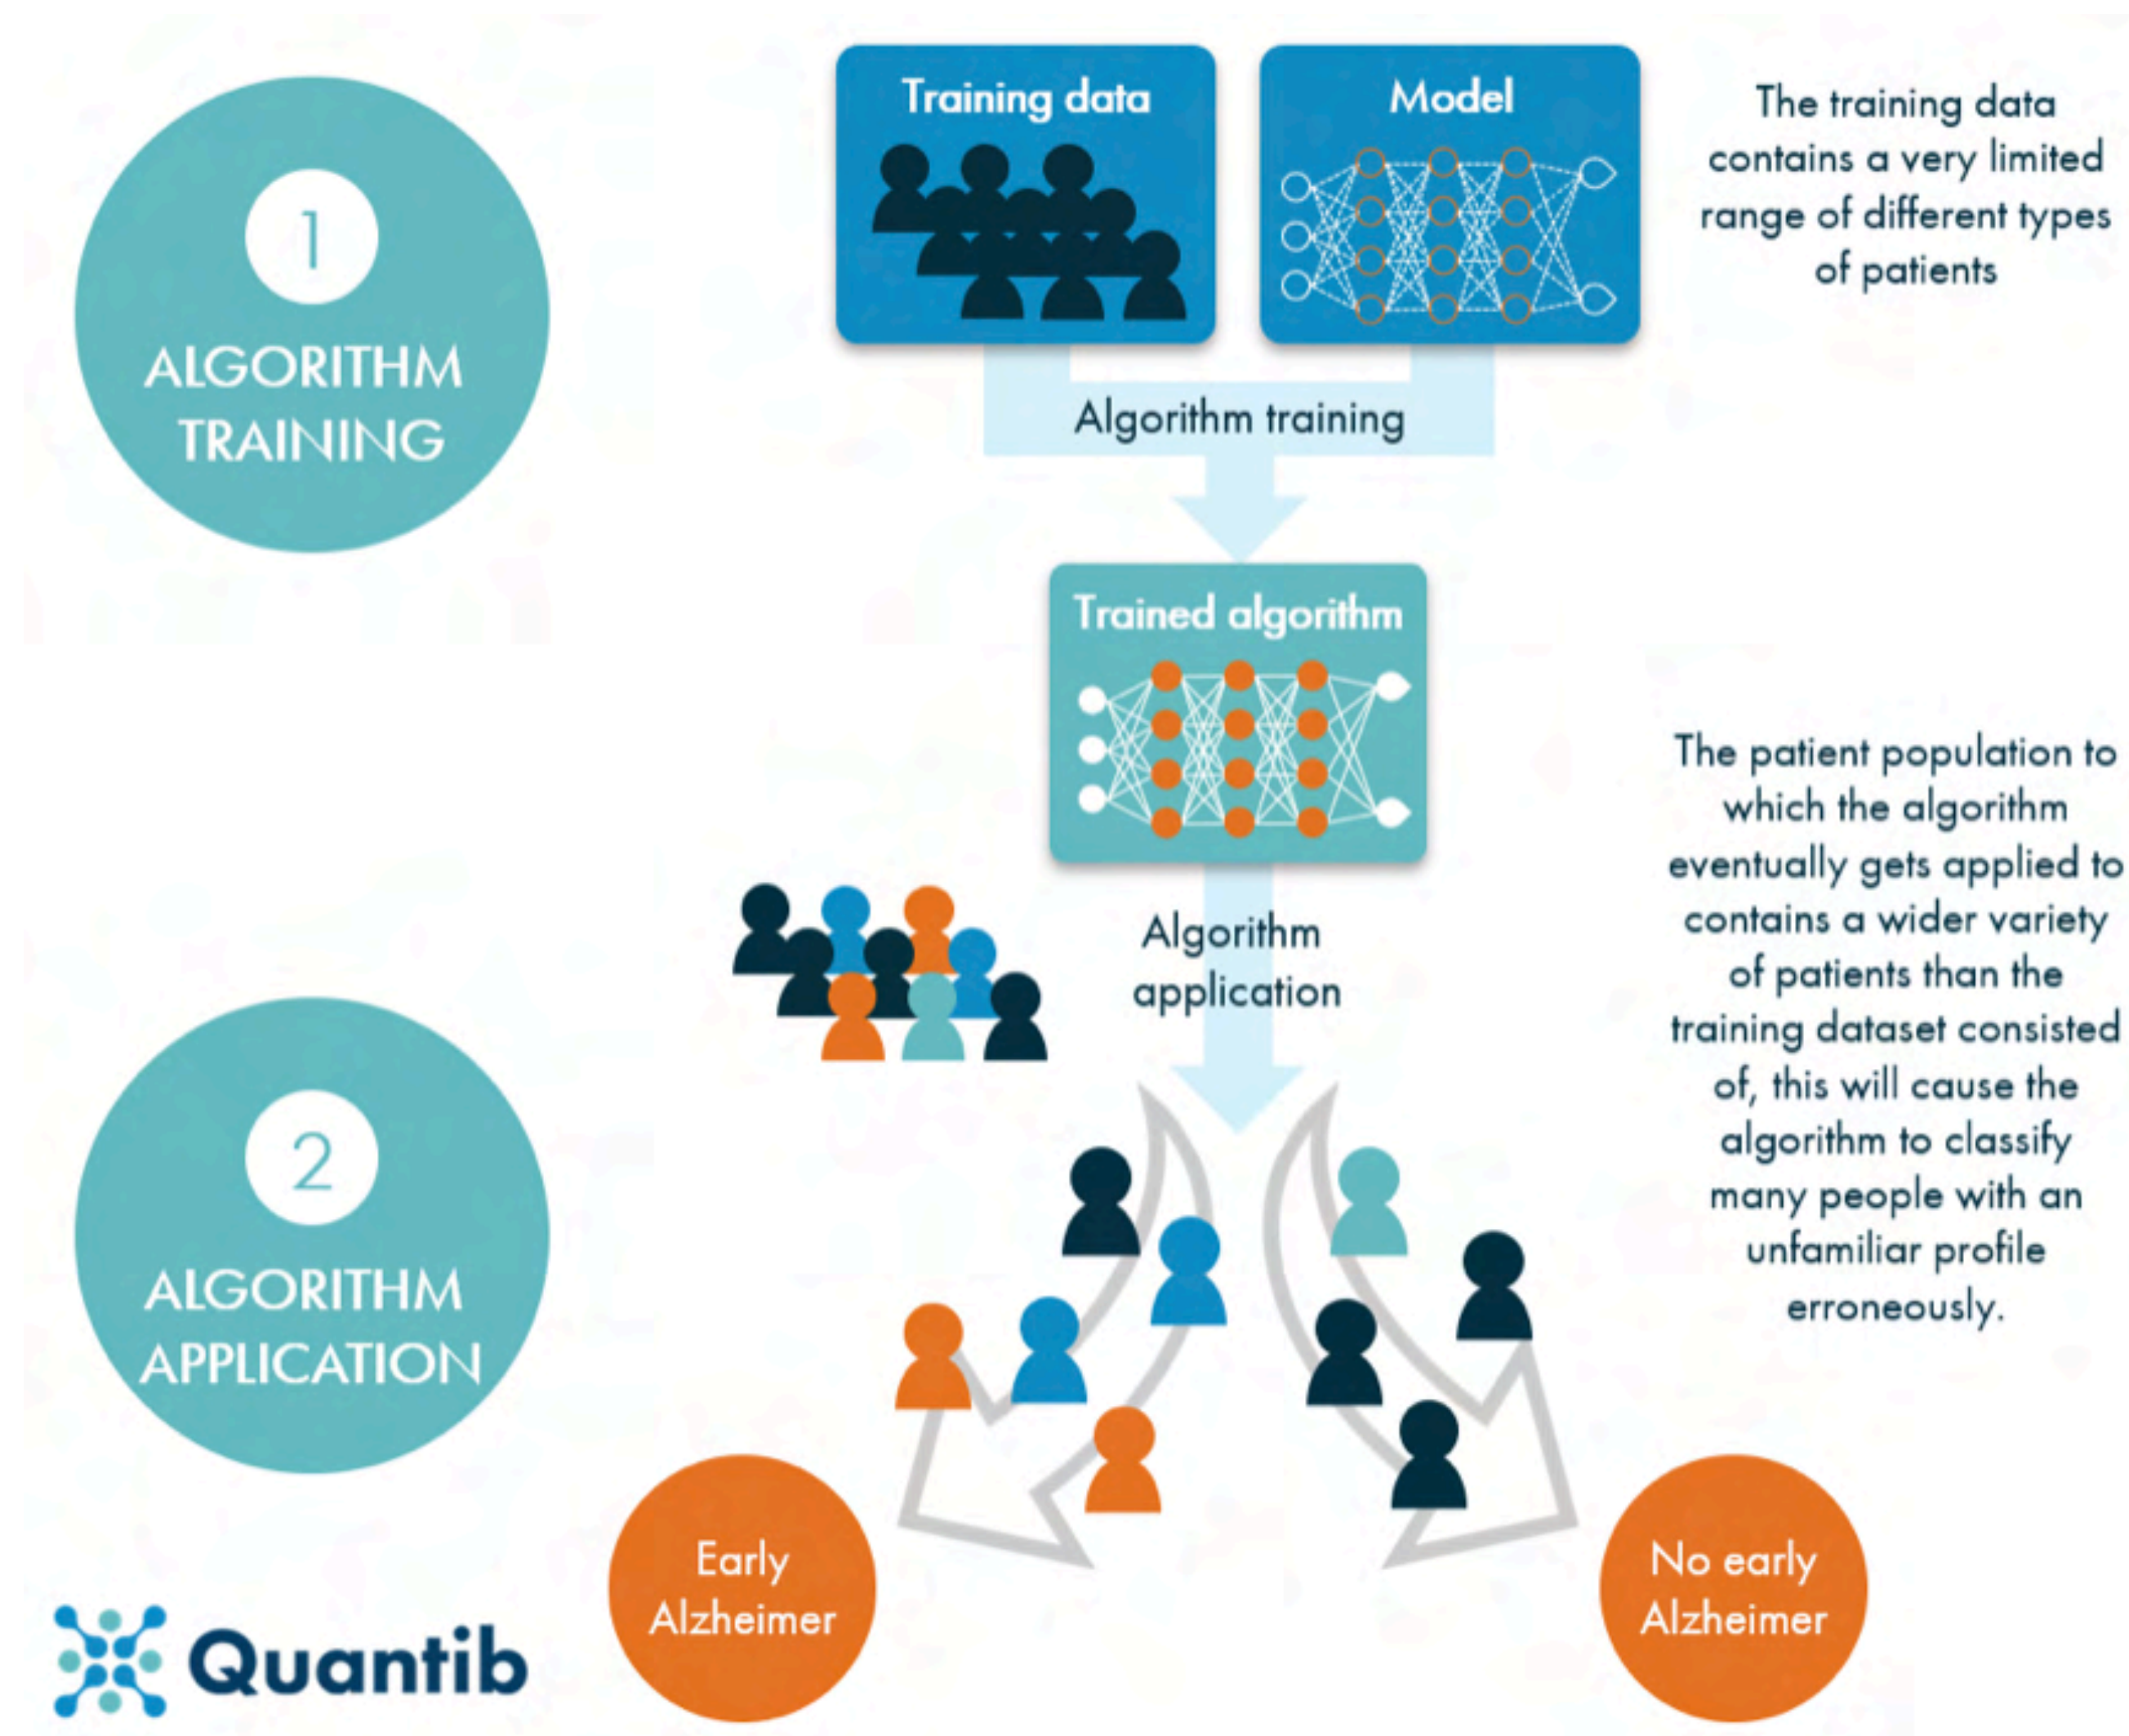 1
ALGORITHM
TRAINING
Training data
Model
The training data
contains a very limited
range of different types
of patients
Algorithm training
Trained algorithm
The patient population to
which the algorithm
eventually gets applied to
contains a wider variety
of patients than the
training dataset consisted
of, this will cause the
algorithm to classify
many people with an
unfamiliar profile
erroneously.
Algorithm
application
2
ALGORITHM
APPLICATION
Early
Alzheimer
No early
Alzheimer
Quantib